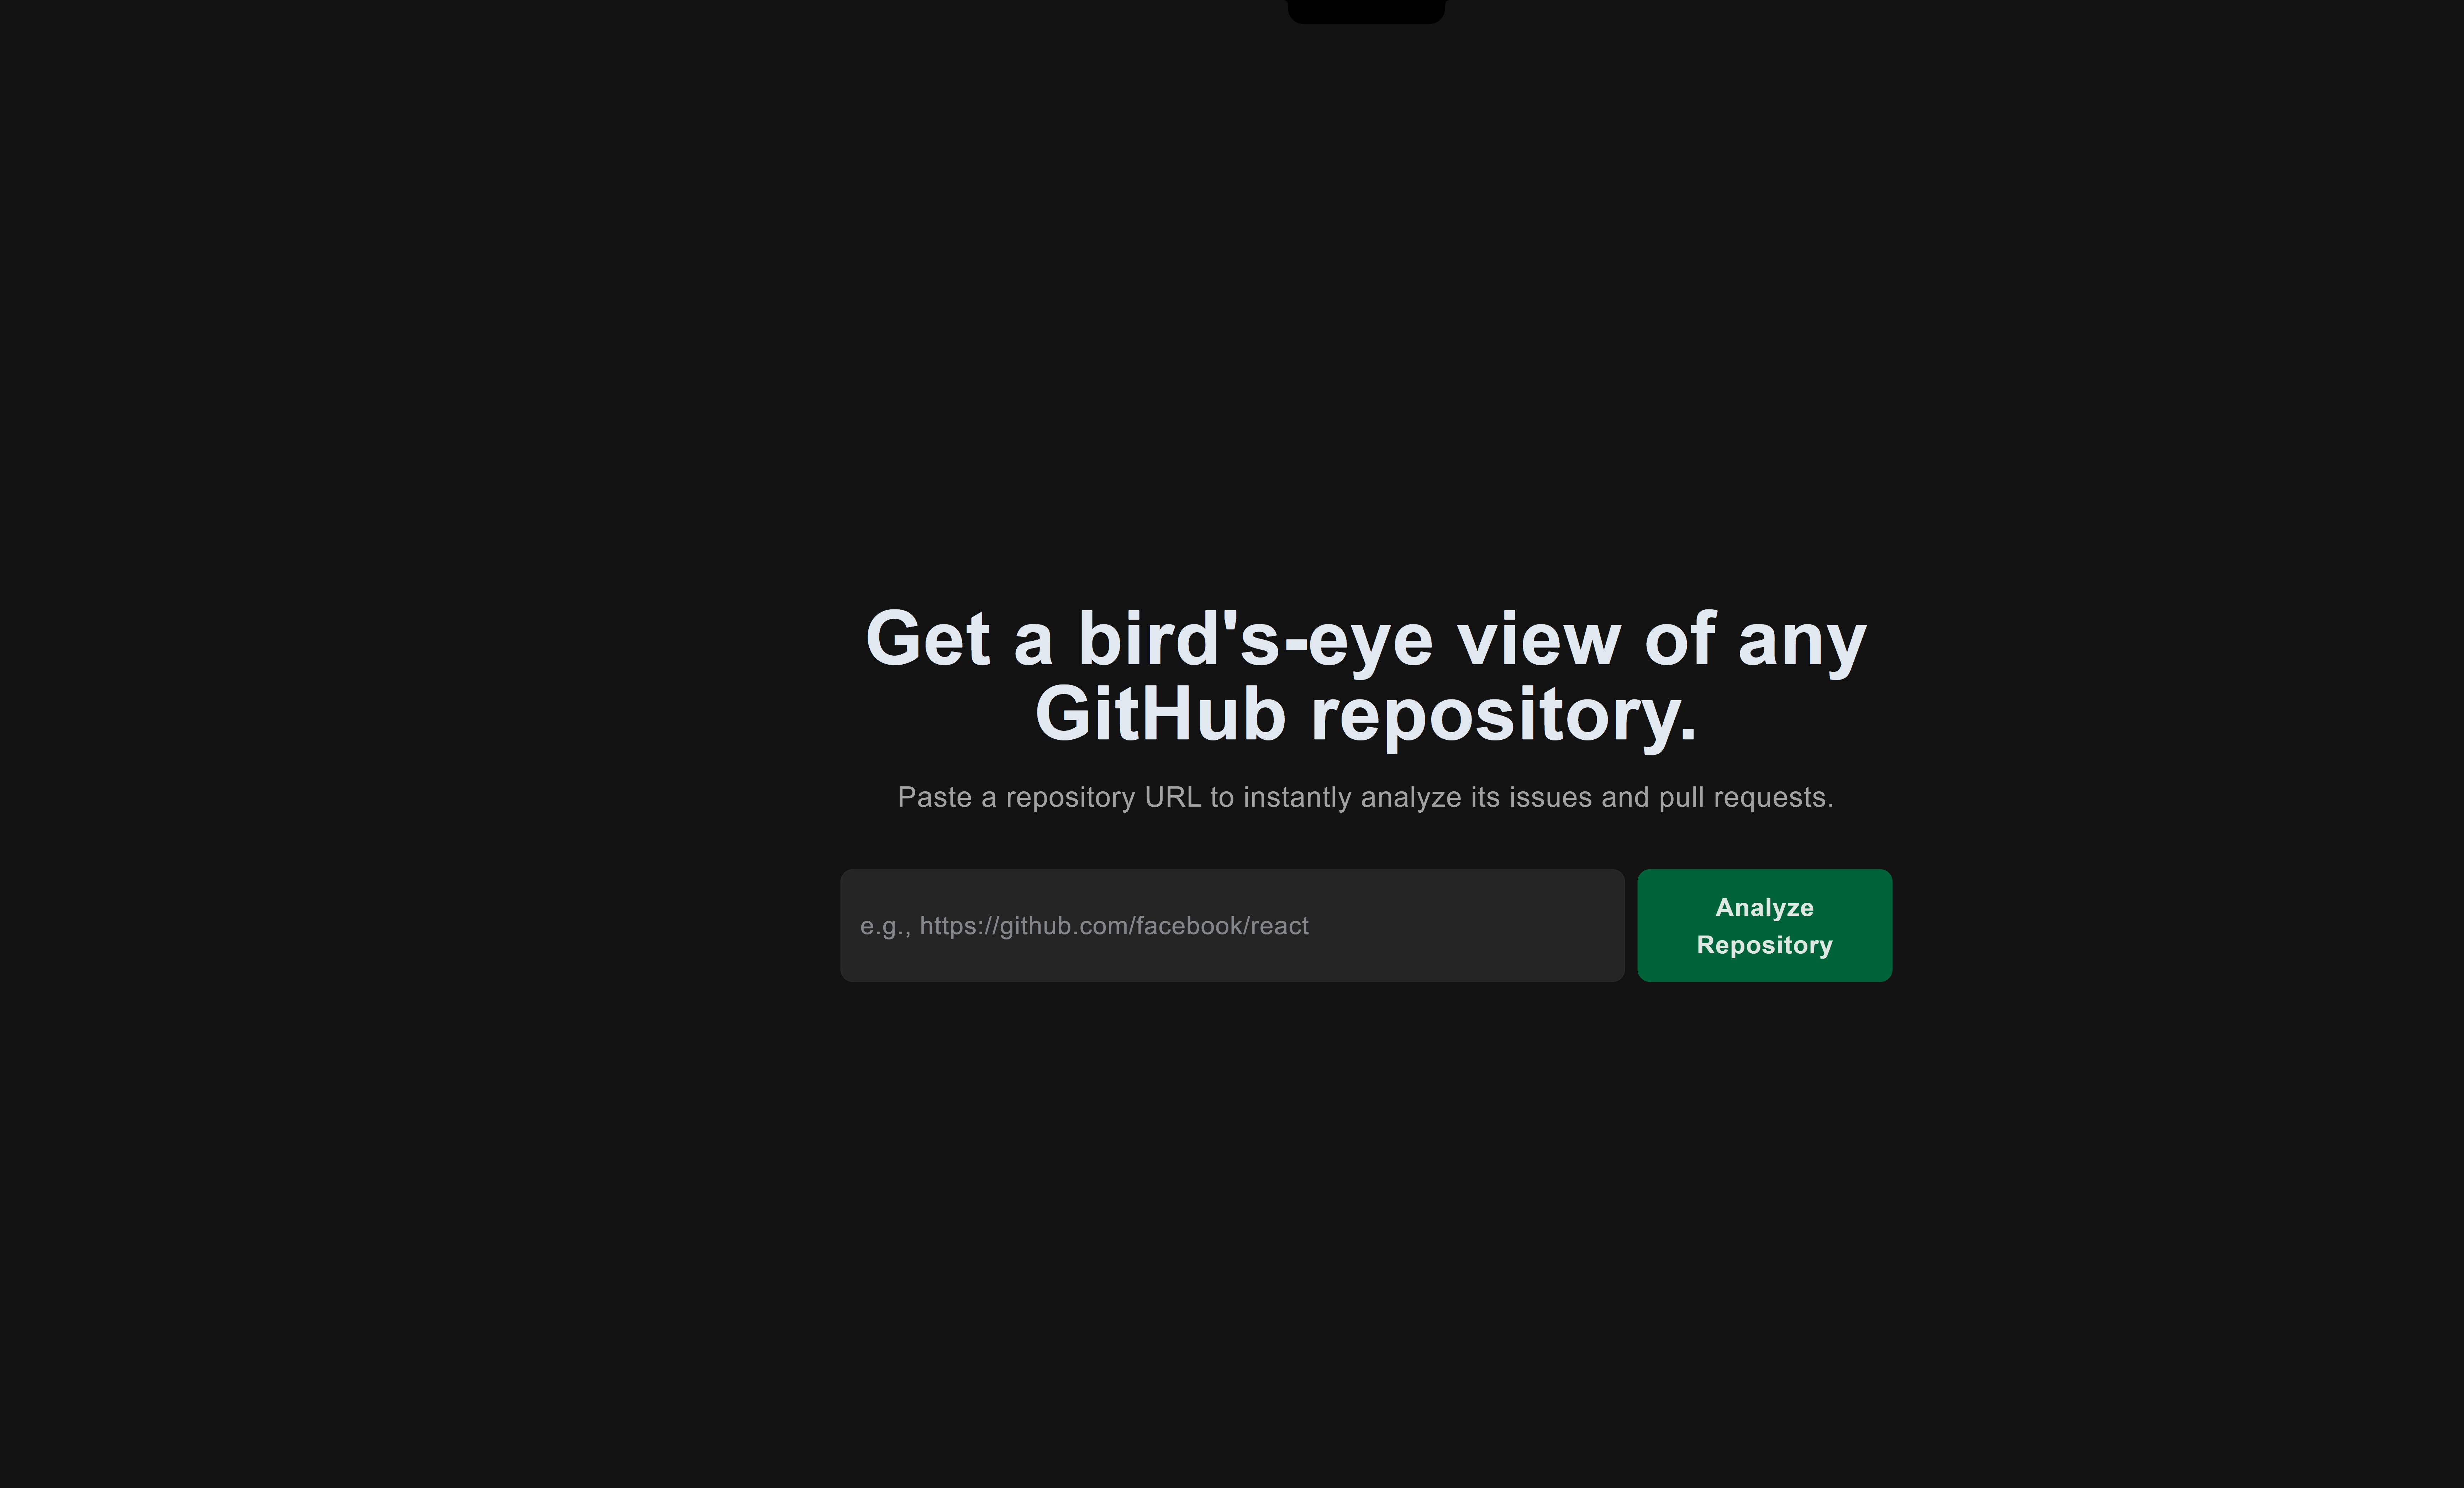 Get a bird's-eye view of any
GitHub repository.
Paste a repository URL to instantly analyze its issues and pull requests.
e.g., https://github.com/facebook/react
Analyze
Repository